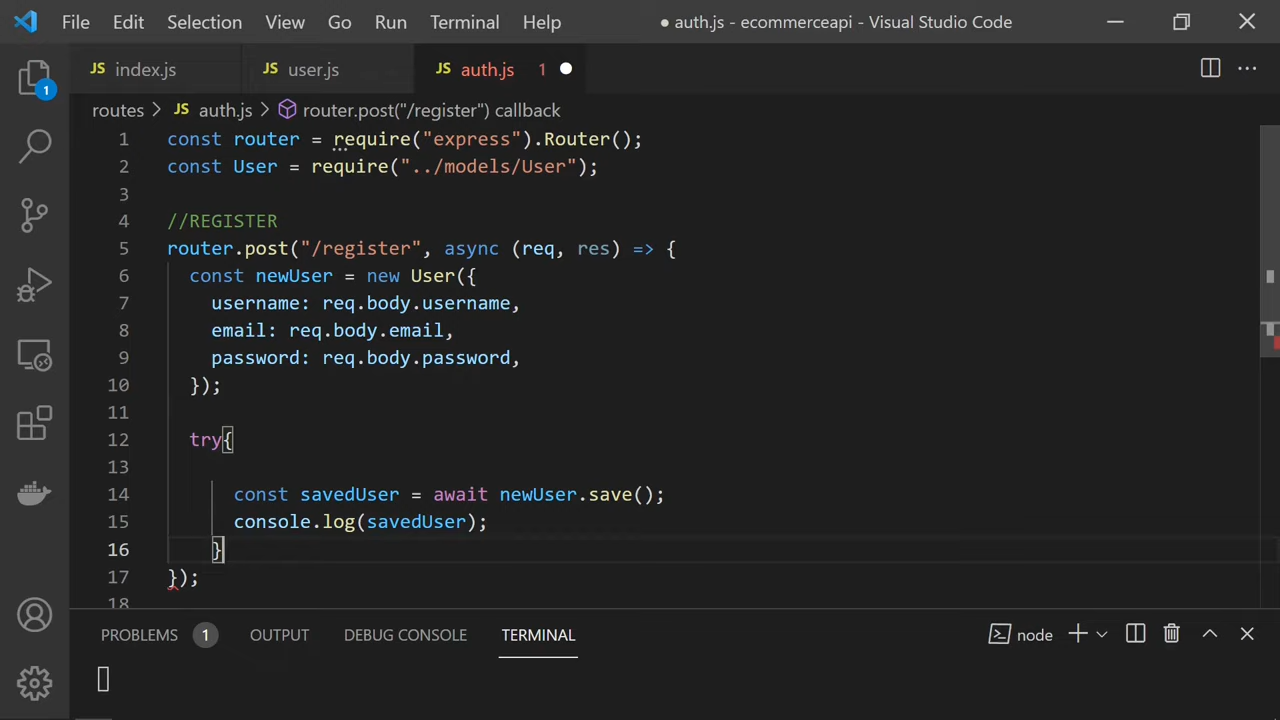 File Edit Selection View Go Run Terminal Help ● auth.js - ecommerceapi - Visual Studio Code
JS index.js JS user.js JS auth.js 1
routes > JS auth.js > router.post("/register") callback
1 const router = require("express").Router();
2 const User = require("../models/User");
3
4 //REGISTER
5 router.post("/register", async (req, res) => {
6 const newUser = new User({
7 username: req.body.username,
8 email: req.body.email,
9 password: req.body.password,
10 });
11
12 try{
13
14 const savedUser = await newUser.save();
15 console.log(savedUser);
16 }
17 });
18
1
PROBLEMS 1 OUTPUT DEBUG CONSOLE TERMINAL node